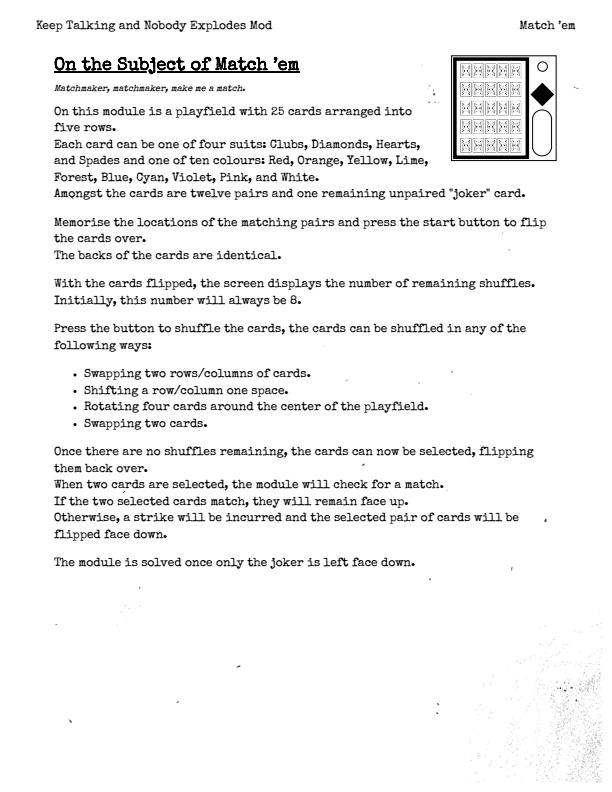 Keep Talking and Nobody Explodes Mod
Match ’em
On the Subject of Match ’em
Matchmaker, matchmaker, make me a match.
On this module is a playfield with 25 cards arranged into
five rows.
Each card can be one of four suits: Clubs, Diamonds, Hearts,
and Spades and one of ten colours: Red, Orange, Yellow, Lime,
Forest, Blue, Cyan, Violet, Pink, and White.
Amongst the cards are twelve pairs and one remaining unpaired "joker" card.
Memorise the locations of the matching pairs and press the start button to flip
the cards over.
The backs of the cards are identical.
With the cards flipped, the screen displays the number of remaining shuffles.
Initially, this number will always be 8.
Press the button to shuffle the cards, the cards can be shuffled in any of the
following ways:
• Swapping two rows/columns of cards.
• Shifting a row/column one space.
• Rotating four cards around the center of the playfield.
• Swapping two cards.
Once there are no shuffles remaining, the cards can now be selected, flipping
them back over.
When two cards are selected, the module will check for a match.
If the two selected cards match, they will remain face up.
Otherwise, a strike will be incurred and the selected pair of cards will be
flipped face down.
The module is solved once only the joker is left face down.